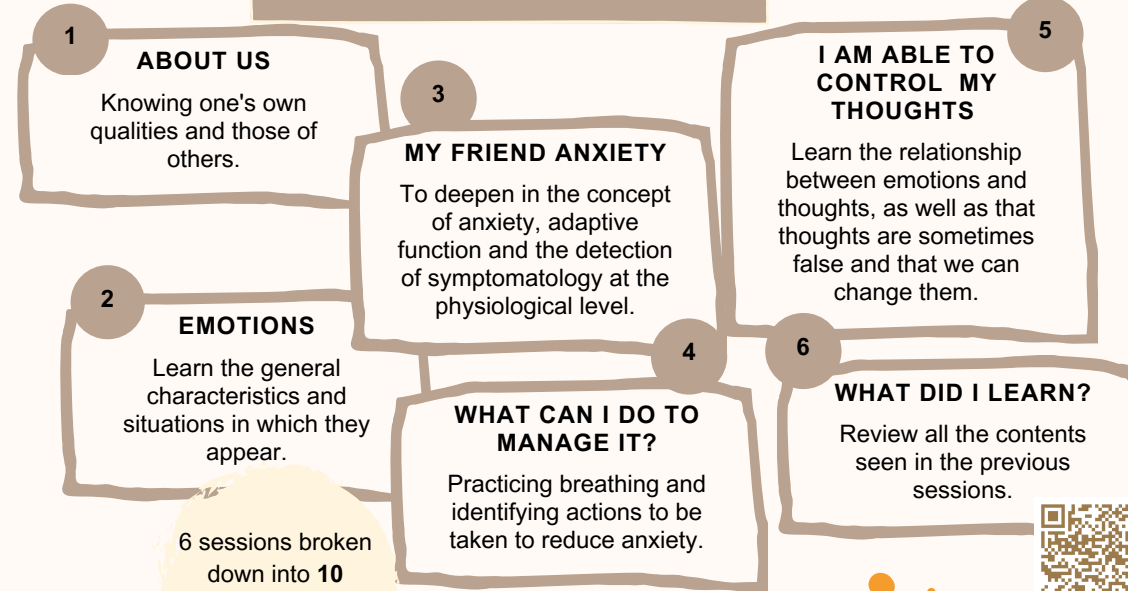 1
ABOUT US
Knowing one's own
qualities and those of
others.
2
EMOTIONS
Learn the general
characteristics and
situations in which they
appear.
3
MY FRIEND ANXIETY
To deepen in the concept
of anxiety, adaptive
function and the detection
of symptomatology at the
physiological level.
4
WHAT CAN I DO TO
MANAGE IT?
Practicing breathing and
identifying actions to be
taken to reduce anxiety.
5
I AM ABLE TO
CONTROL MY
THOUGHTS
Learn the relationship
between emotions and
thoughts, as well as that
thoughts are sometimes
false and that we can
change them.
6
WHAT DID I LEARN?
Review all the contents
seen in the previous
sessions.
6 sessions broken
down into 10